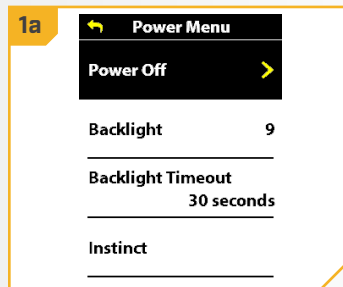 1a
Power Menu
Power Off
Backlight 9
Backlight Timeout
30 seconds
Instinct